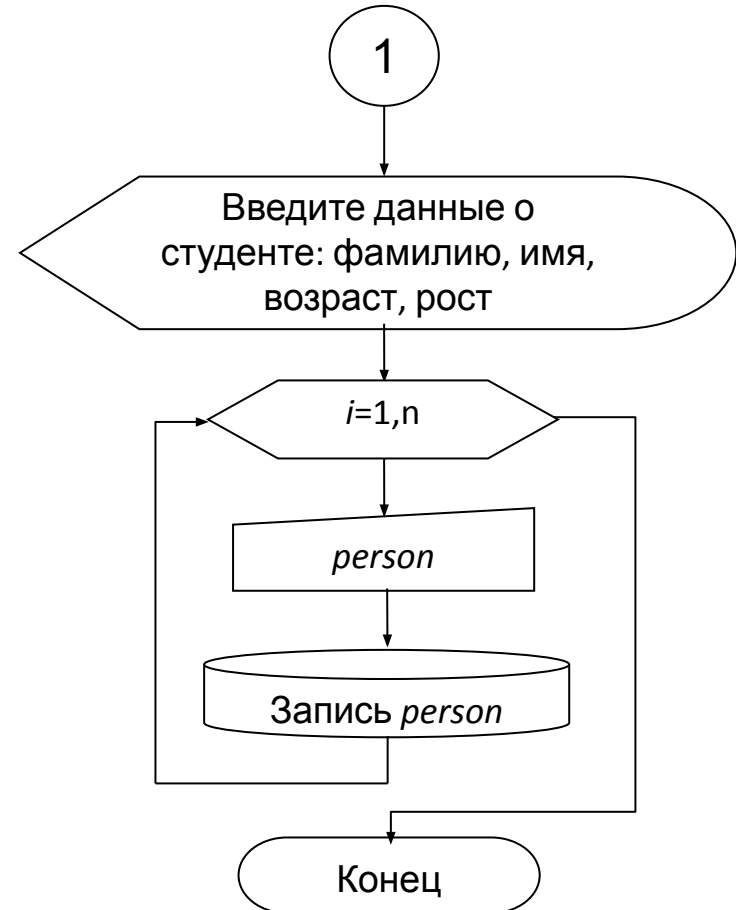 1
Введите данные о
студенте: фамилию, имя,
возраст, рост
i=1,n
person
Запись person
Конец